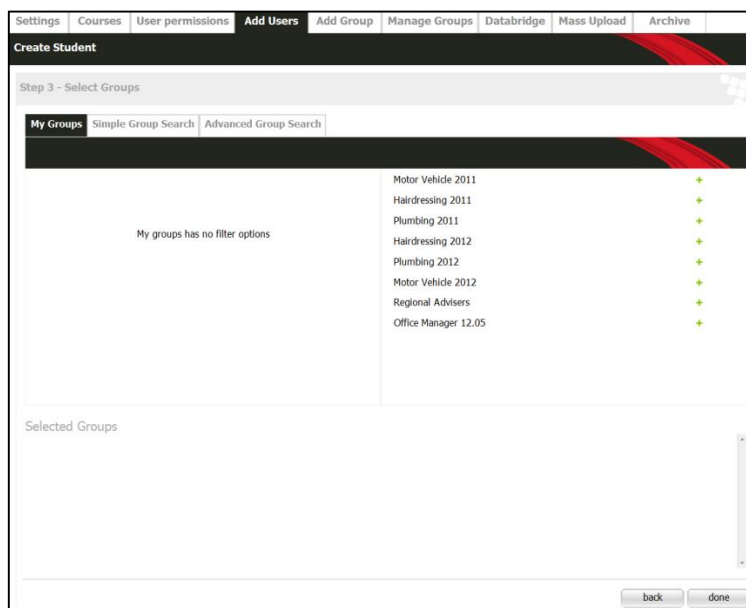 Settings Courses User permissions Add Users Add Group Manage Groups Databridge Mass Upload Archive
Create Student
Step 3 - Select Groups
My Groups Simple Group Search Advanced Group Search
My groups has no filter options
Motor Vehicle 2011
Hairdressing 2011
Plumbing 2011
Hairdressing 2012
Plumbing 2012
Motor Vehicle 2012
Regional Advisers
Office Manager 12.05
Selected Groups
back done